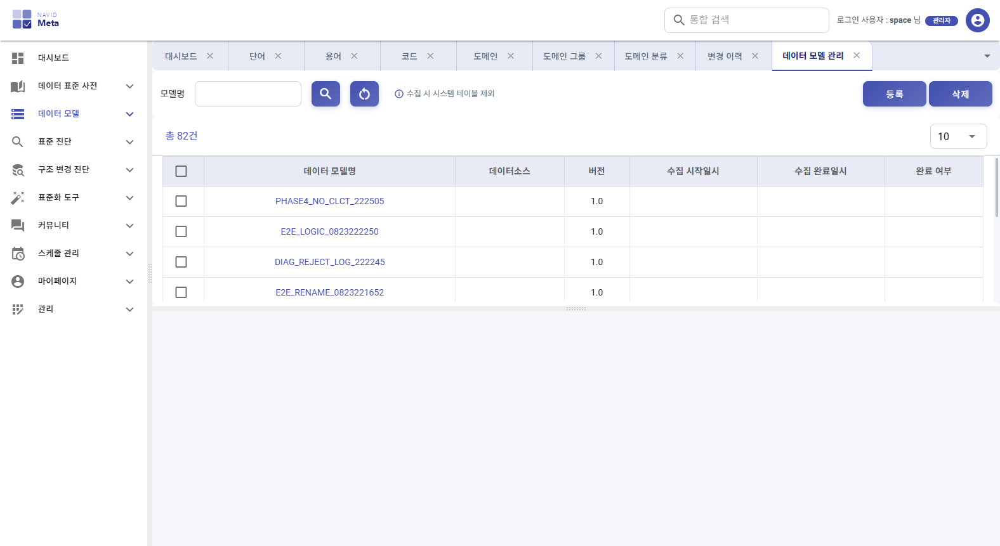 NAVID
Meta
통합 검색
로그인 사용자 : space 님 관리자
대시보드
데이터 표준 사전
데이터 모델
표준 진단
구조 변경 진단
표준화 도구
커뮤니티
스케줄 관리
마이페이지
관리
대시보드 단어 용어 코드 도메인 도메인 그룹 도메인 분류 변경 이력 데이터 모델 관리
모델명 수집 시 시스템 테이블 제외 등록 삭제
총 82건 10
데이터 모델명 데이터소스 버전 수집 시작일시 수집 완료일시 완료 여부
PHASE4_NO_CLCT_222505 1.0
E2E_LOGIC_0823222250 1.0
DIAG_REJECT_LOG_222245 1.0
E2E_RENAME_0823221652 1.0